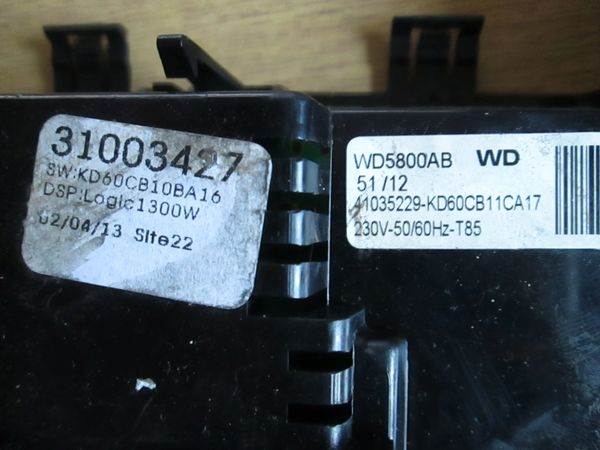 31003427
SW:KD60CB10BA16
DSP:Logic1300W
02/04/13 Site22
WD5800AB WD
51/12
41035229-KD60CB11CA17
230V-50/60Hz-T85